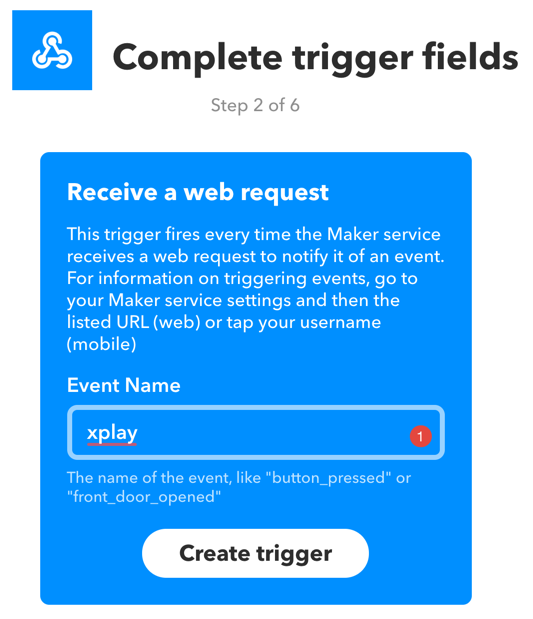 Complete trigger fields
Step 2 of 6
Receive a web request
This trigger fires every time the Maker service
receives a web request to notify it of an event.
For information on triggering events, go to
your Maker service settings and then the
listed URL (web) or tap your username
(mobile)
Event Name
xplay
1
The name of the event, like "button_pressed" or
"front_door_opened"
Create trigger